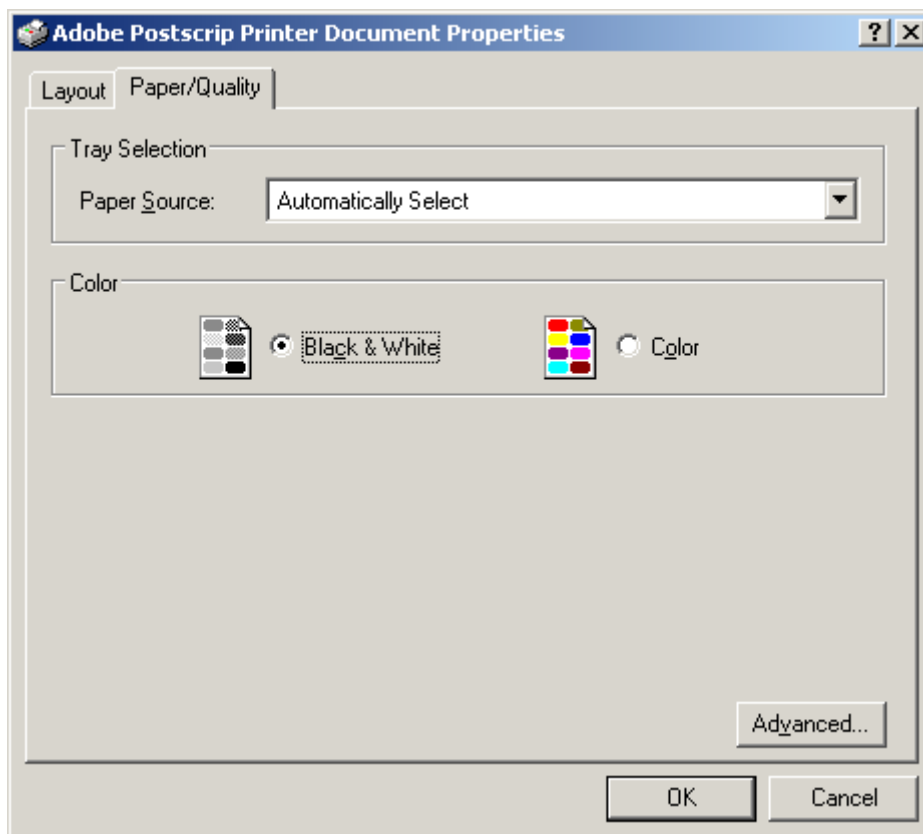 Adobe Postscrip Printer Document Properties
Layout Paper/Quality
Tray Selection
Paper Source: Automatically Select
Color
Black & White Color
Advanced...
OK Cancel